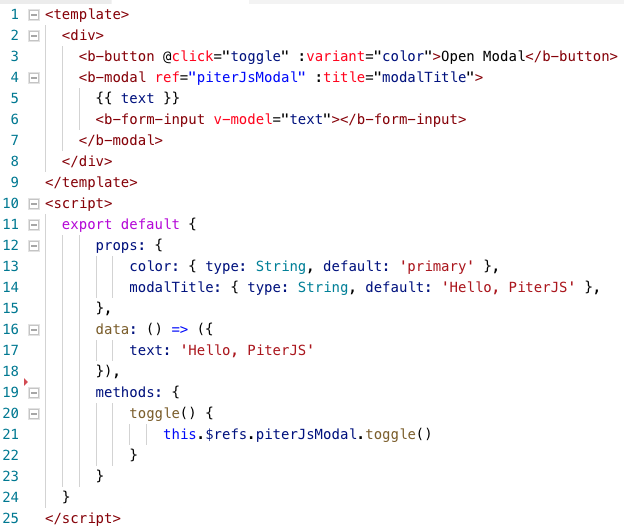 1 <template>
2 <div>
3 <b-button @click="toggle" :variant="color">Open Modal</b-button>
4 <b-modal ref="piterJsModal" :title="modalTitle">
5 {{ text }}
6 <b-form-input v-model="text"></b-form-input>
7 </b-modal>
8 </div>
9 </template>
10 <script>
11 export default {
12 props: {
13 color: { type: String, default: 'primary' },
14 modalTitle: { type: String, default: 'Hello, PiterJS' },
15 },
16 data: () => ({
17 text: 'Hello, PiterJS'
18 }),
19 methods: {
20 toggle() {
21 this.$refs.piterJsModal.toggle()
22 }
23 }
24 }
25 </script>